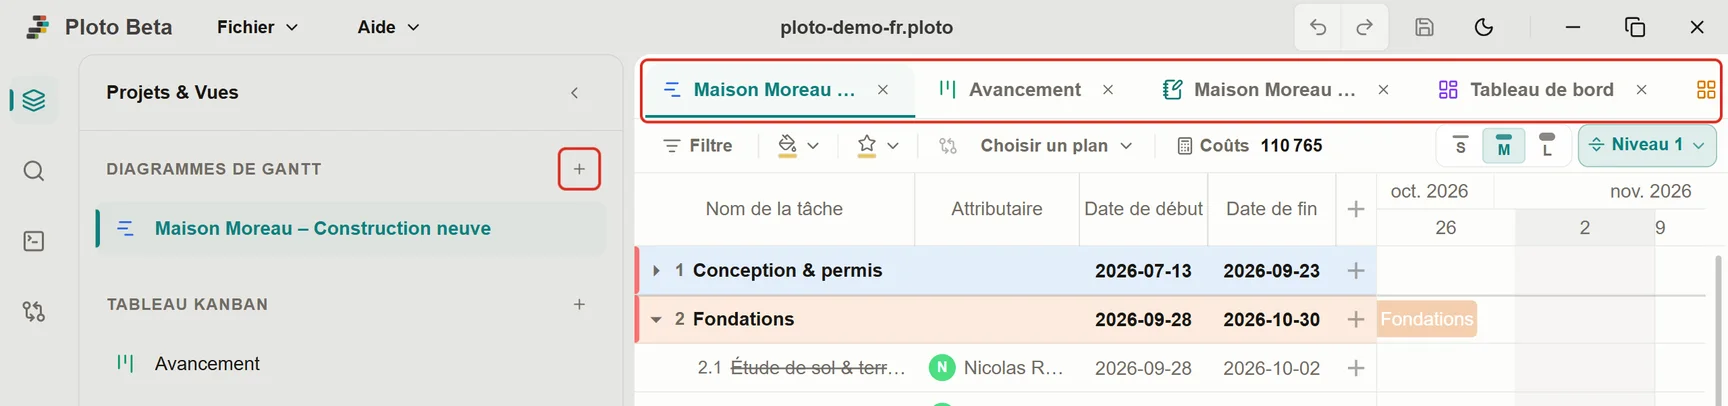 Ploto Beta Fichier Aide ploto-demo-fr.ploto
Projets & Vues
DIAGRAMMES DE GANTT
Maison Moreau – Construction neuve
TABLEAU KANBAN
Avancement
Maison Moreau ... Avancement Maison Moreau ... Tableau de bord
Filtre Choisir un plan Coûts 110 765 S M L Niveau 1
Nom de la tâche Attributaire Date de début Date de fin oct. 2026 nov. 2026
26 2 9
1 Conception & permis 2026-07-13 2026-09-23
2 Fondations 2026-09-28 2026-10-30 Fondations
2.1 Étude de sol & terr... N Nicolas R... 2026-09-28 2026-10-02